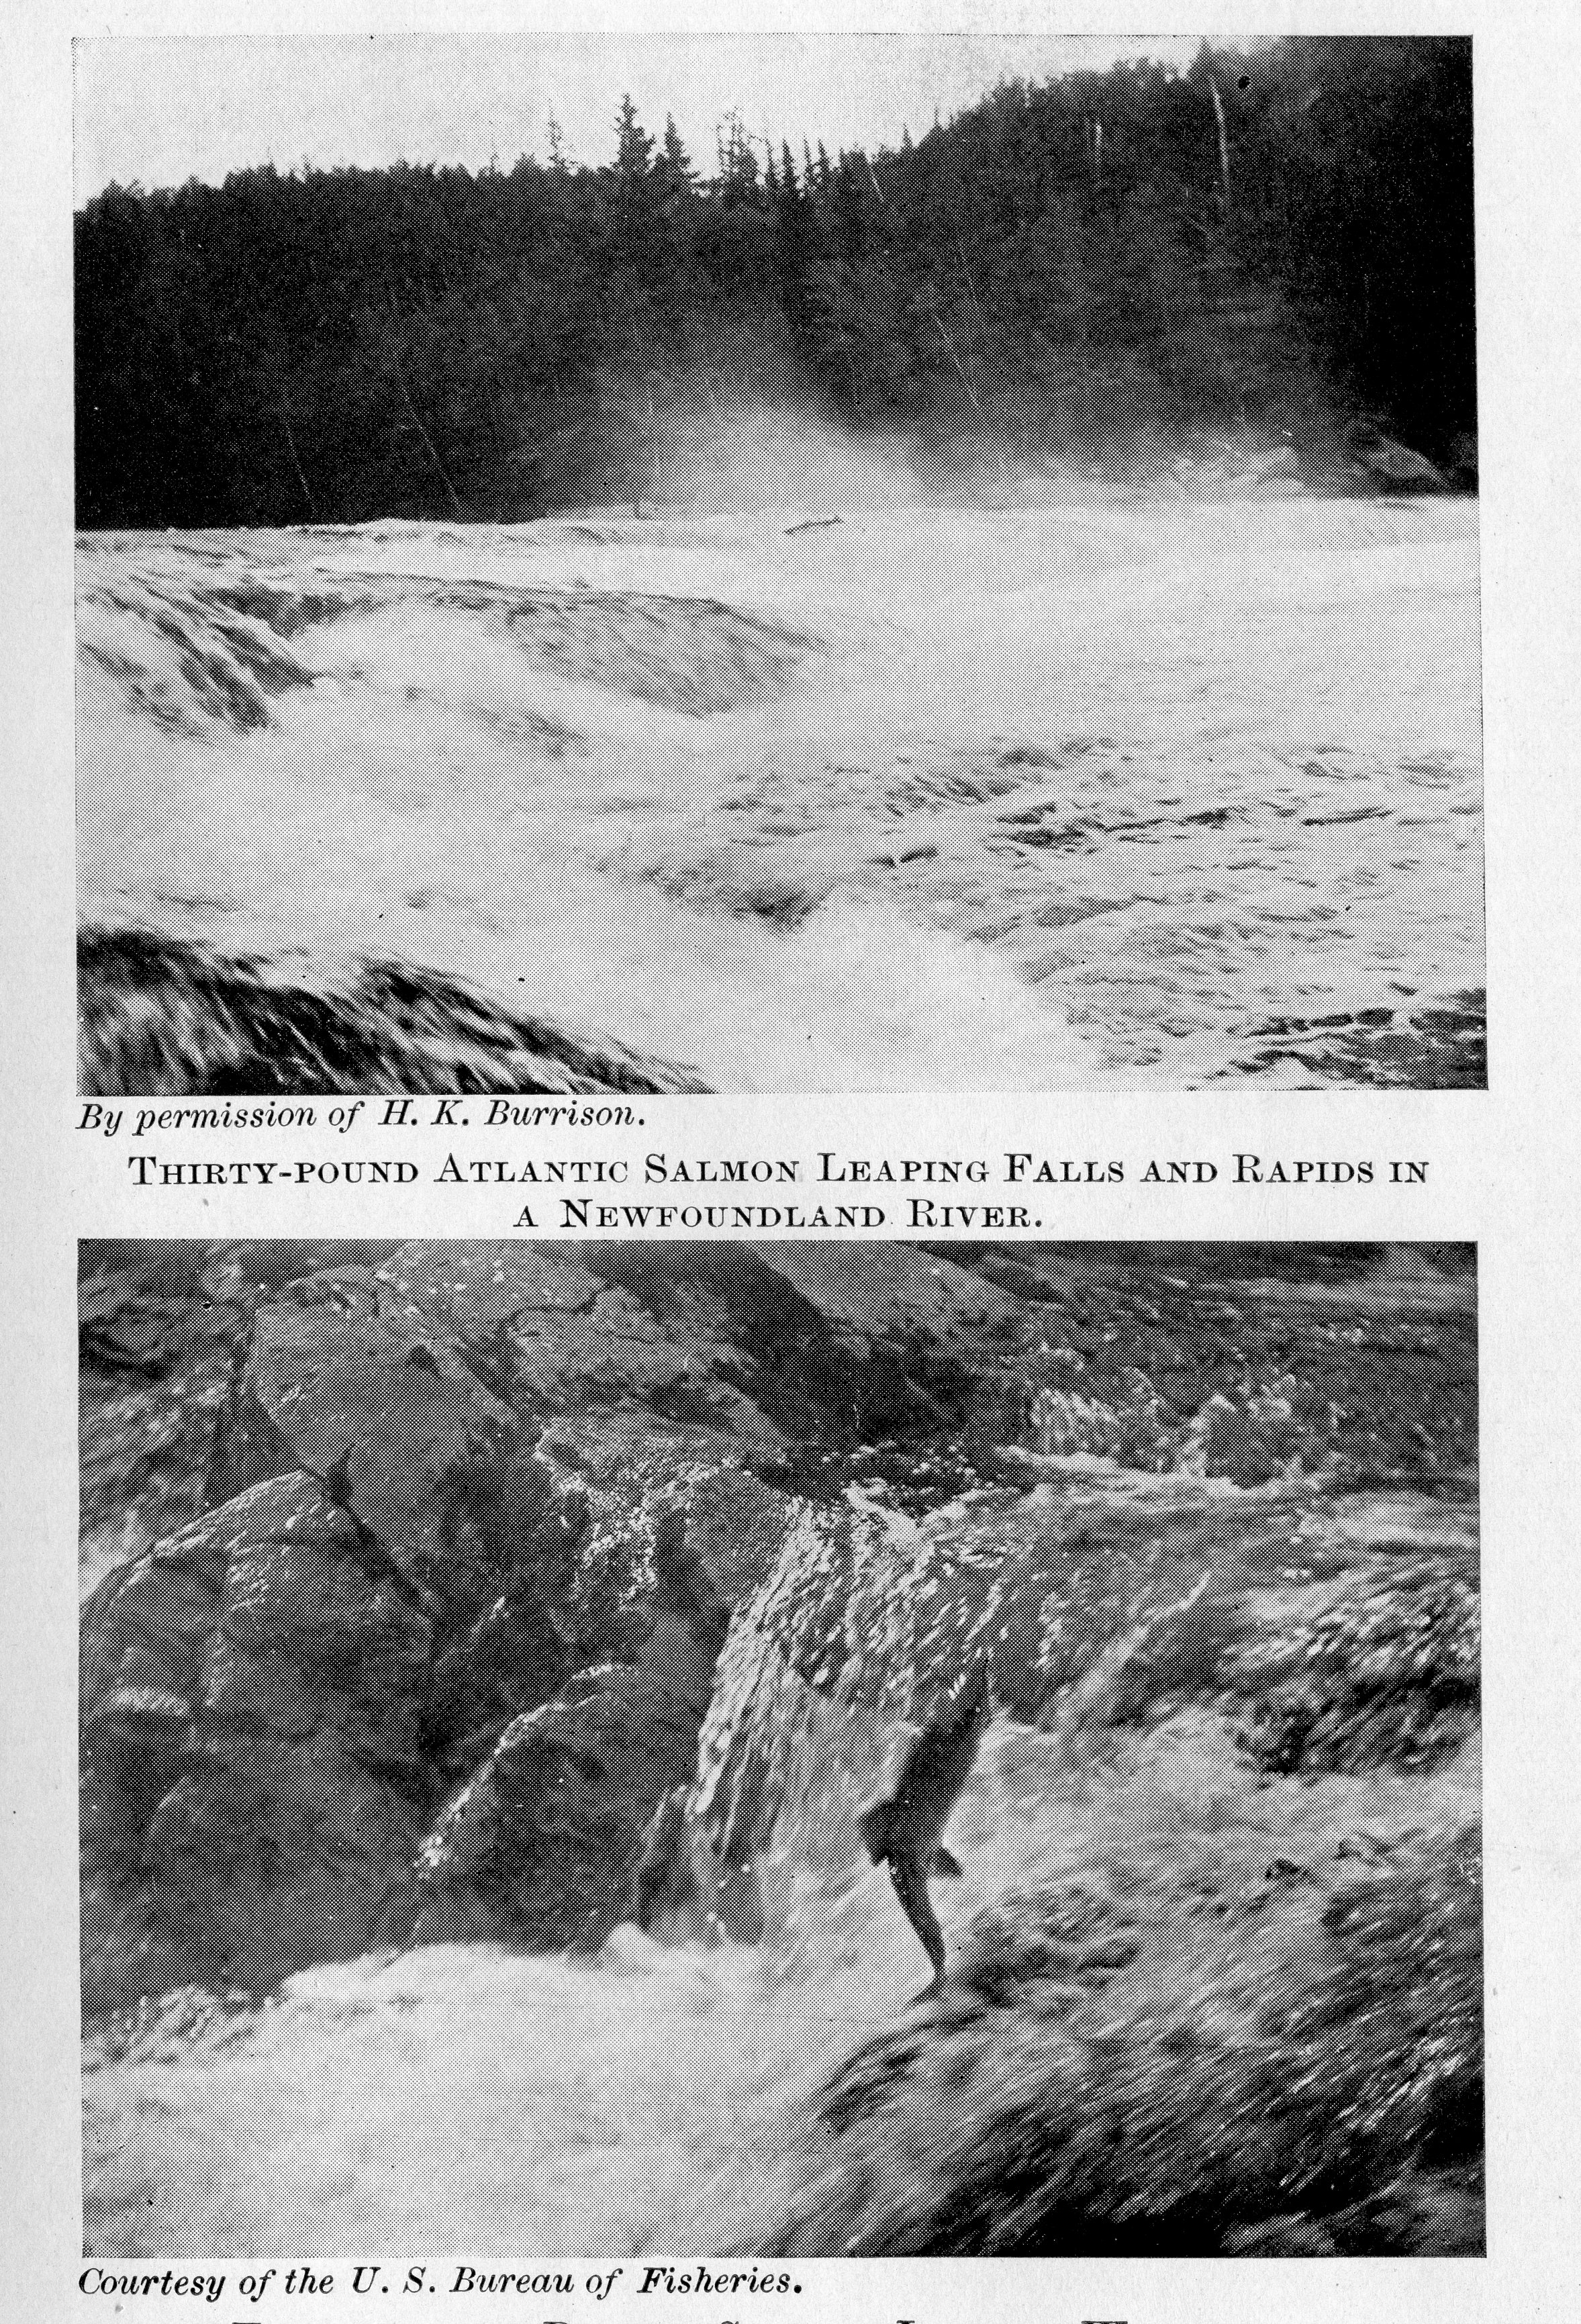 By permission of H. K. Burrison.
THIRTY-POUND ATLANTIC SALMON LEAPING FALLS AND RAPIDS IN
A NEWFOUNDLAND RIVER.
Courtesy of the U. S. Bureau of Fisheries.